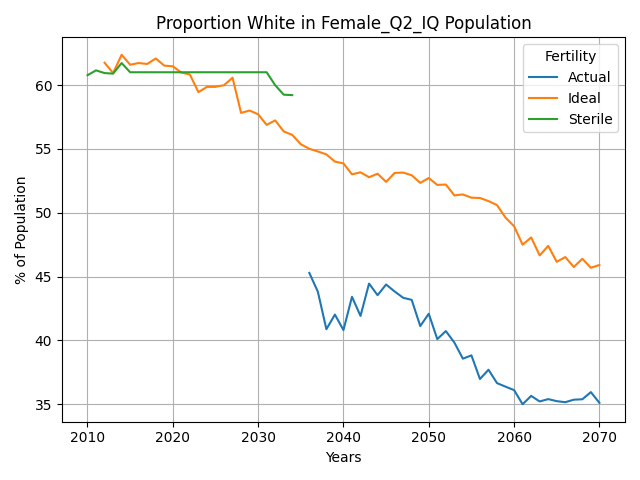 Proportion White in Female_Q2_IQ Population
Fertility
Actual
Ideal
Sterile
% of Population
60
55
50
45
40
35
2010 2020 2030 2040 2050 2060 2070
Years